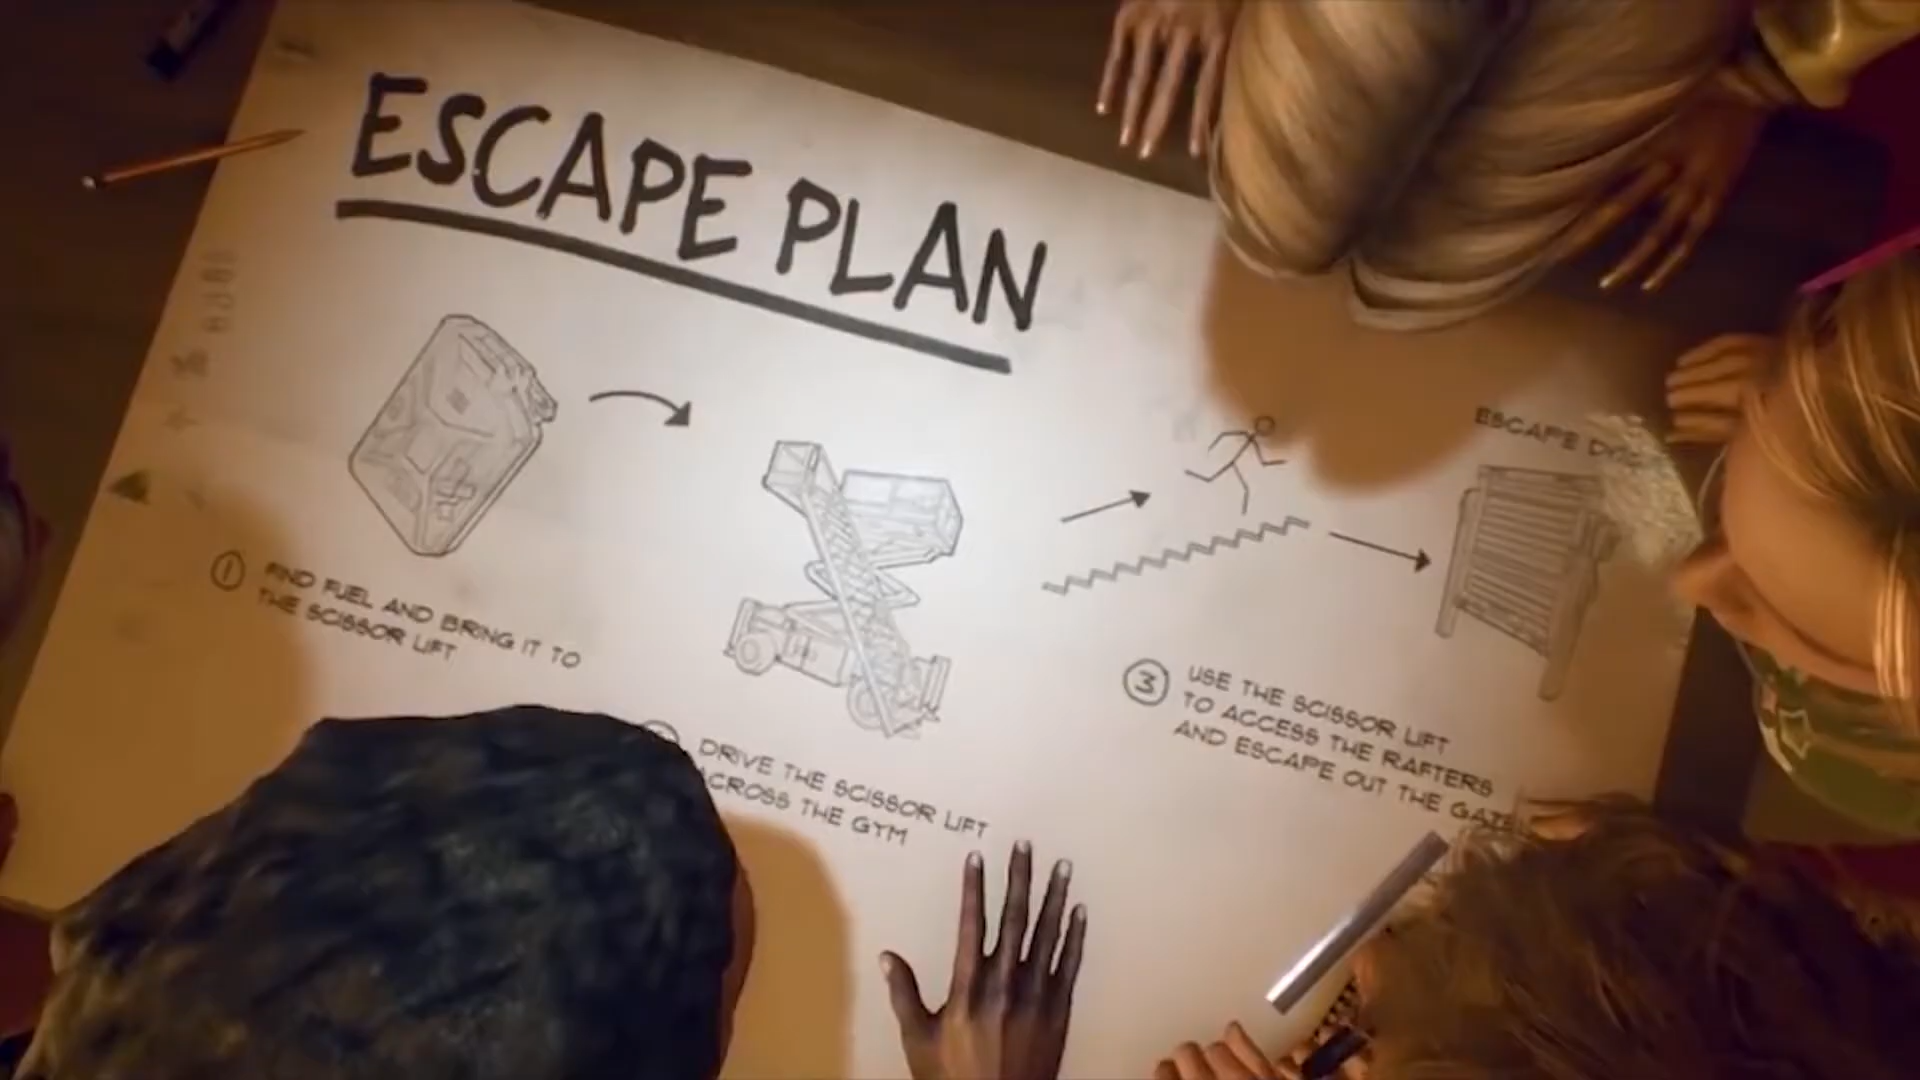 ESCAPE PLAN
ESCAPE
1 FIND FUEL AND BRING IT TO
THE SCISSOR LIFT
DRIVE THE SCISSOR LIFT
ACROSS THE GYM
3 USE THE SCISSOR LIFT
TO ACCESS THE RAFTERS
AND ESCAPE OUT THE